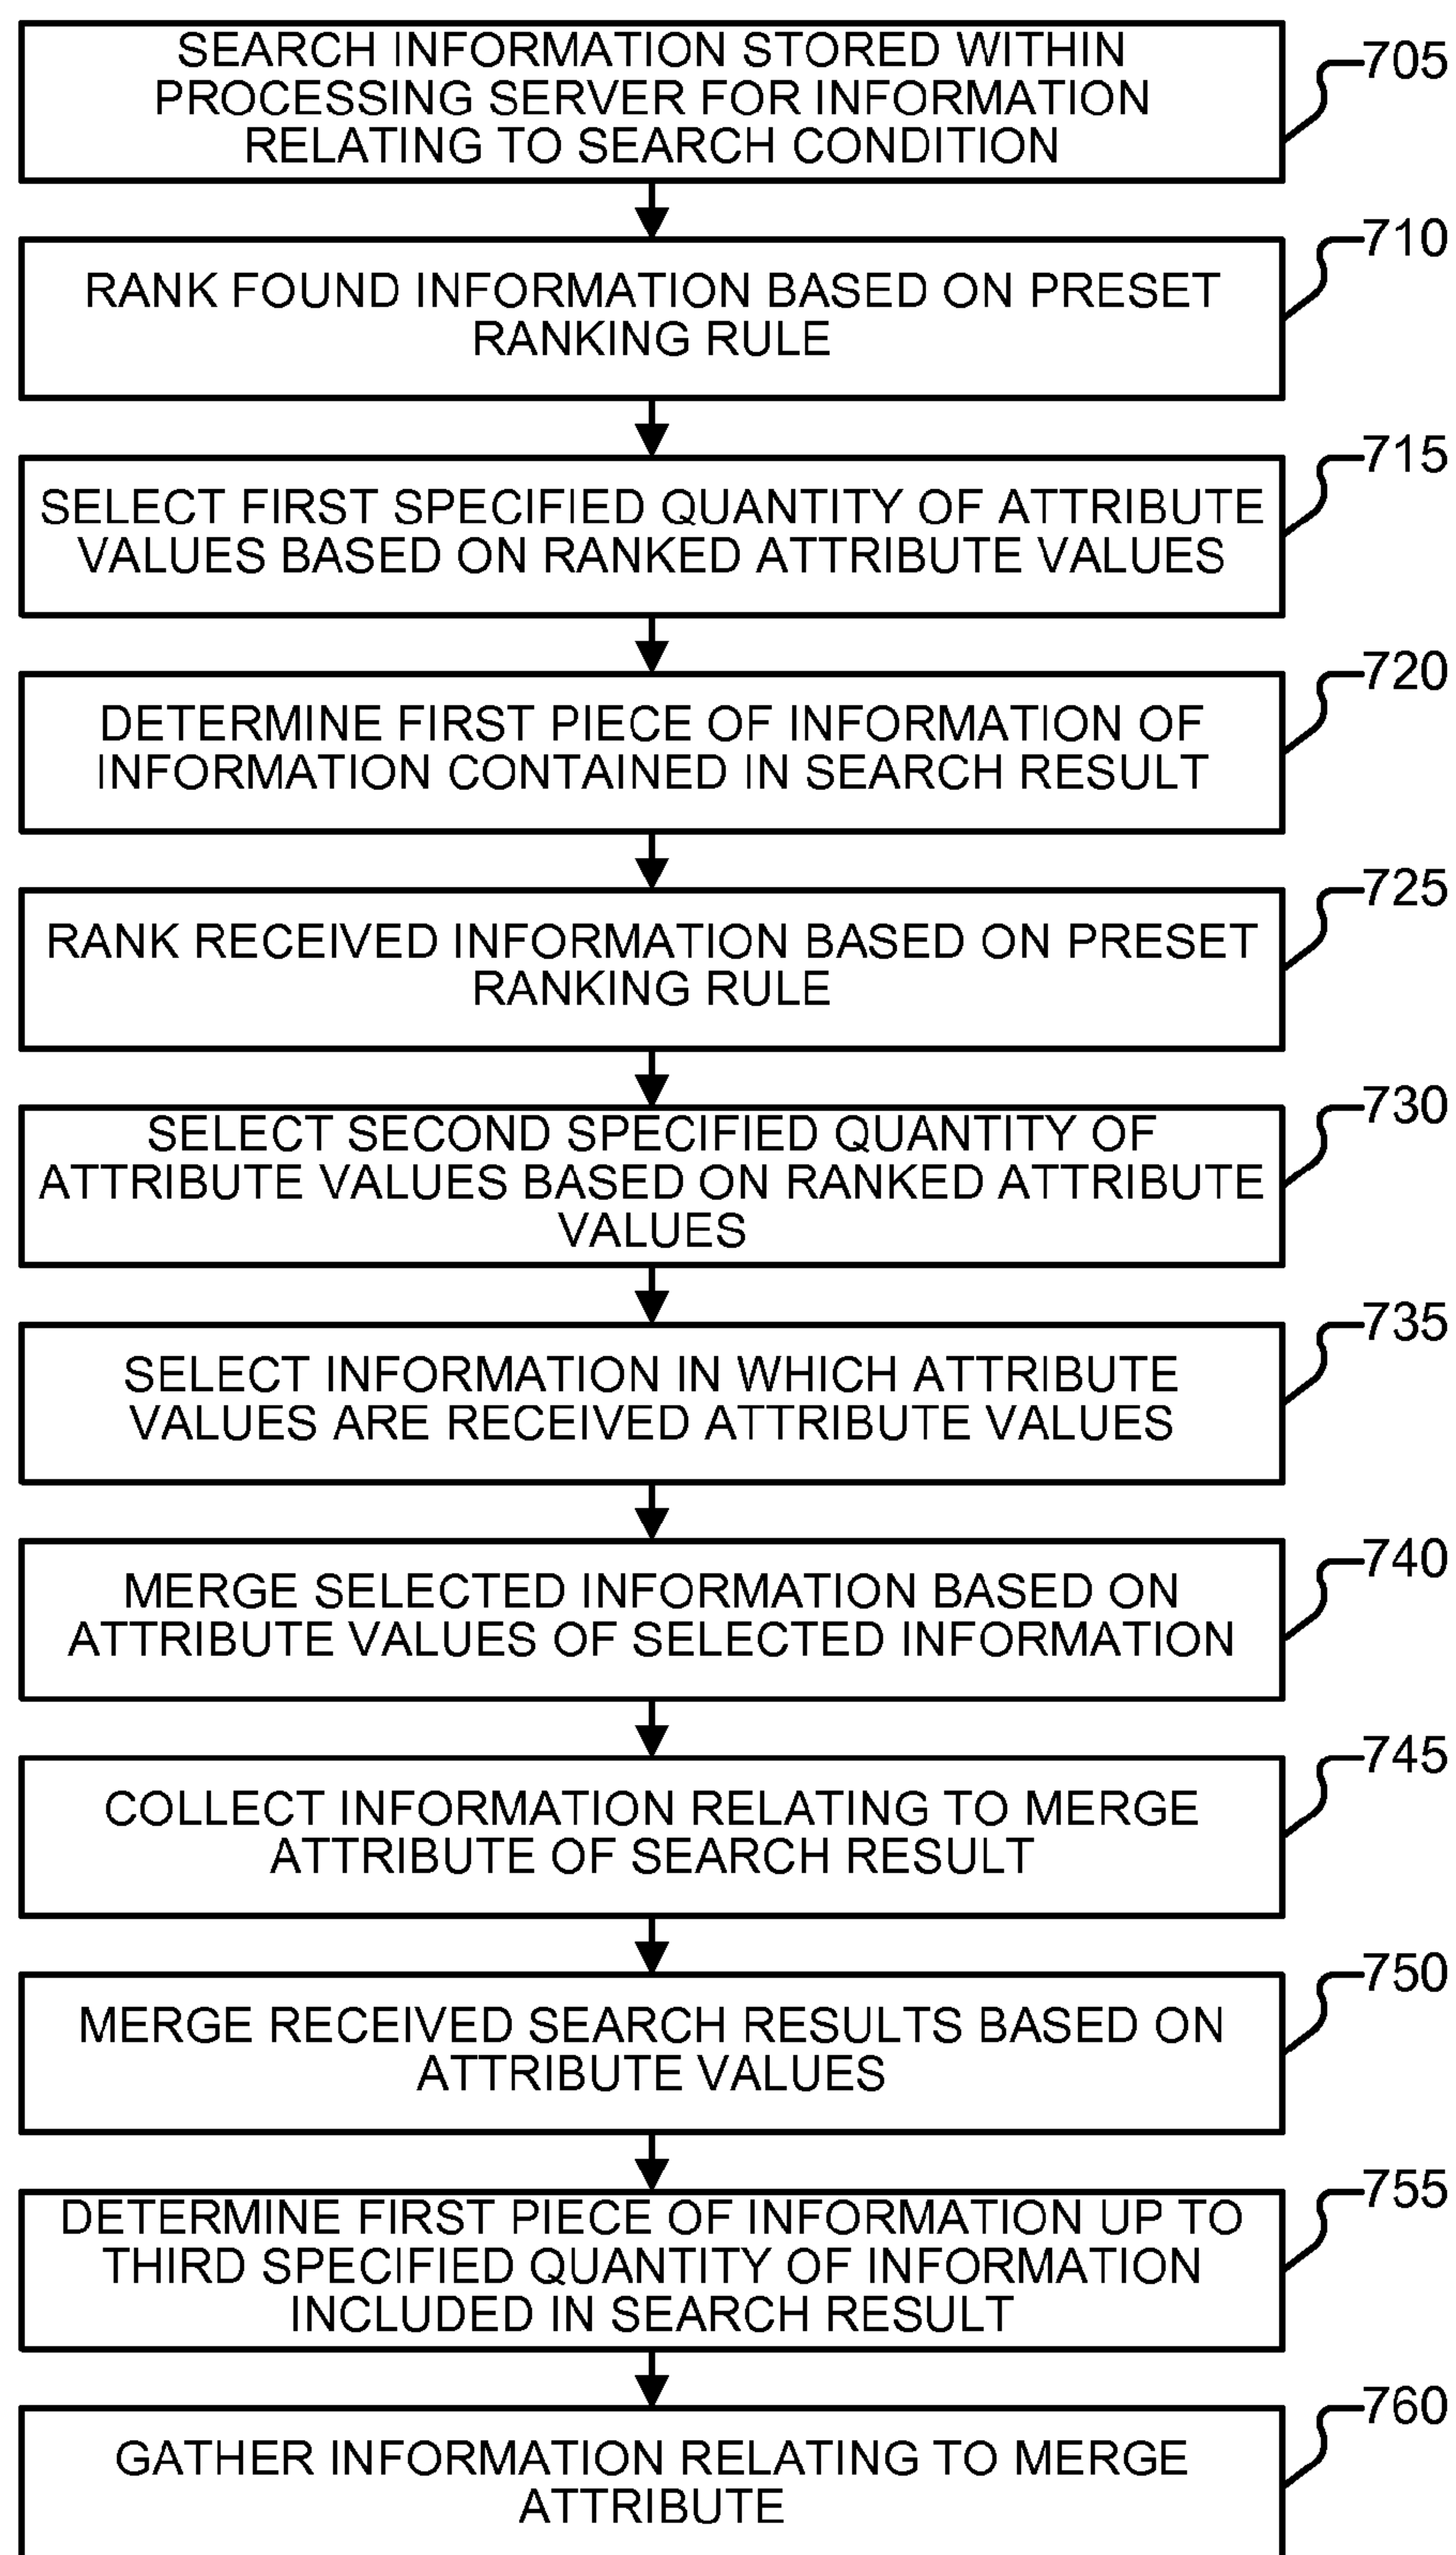 SEARCH INFORMATION STORED WITHIN
PROCESSING SERVER FOR INFORMATION
RELATING TO SEARCH CONDITION
705
RANK FOUND INFORMATION BASED ON PRESET
RANKING RULE
710
SELECT FIRST SPECIFIED QUANTITY OF ATTRIBUTE
VALUES BASED ON RANKED ATTRIBUTE VALUES
715
DETERMINE FIRST PIECE OF INFORMATION OF
INFORMATION CONTAINED IN SEARCH RESULT
720
RANK RECEIVED INFORMATION BASED ON PRESET
RANKING RULE
725
SELECT SECOND SPECIFIED QUANTITY OF
ATTRIBUTE VALUES BASED ON RANKED ATTRIBUTE
VALUES
730
SELECT INFORMATION IN WHICH ATTRIBUTE
VALUES ARE RECEIVED ATTRIBUTE VALUES
735
MERGE SELECTED INFORMATION BASED ON
ATTRIBUTE VALUES OF SELECTED INFORMATION
740
COLLECT INFORMATION RELATING TO MERGE
ATTRIBUTE OF SEARCH RESULT
745
MERGE RECEIVED SEARCH RESULTS BASED ON
ATTRIBUTE VALUES
750
DETERMINE FIRST PIECE OF INFORMATION UP TO
THIRD SPECIFIED QUANTITY OF INFORMATION
INCLUDED IN SEARCH RESULT
755
GATHER INFORMATION RELATING TO MERGE
ATTRIBUTE
760